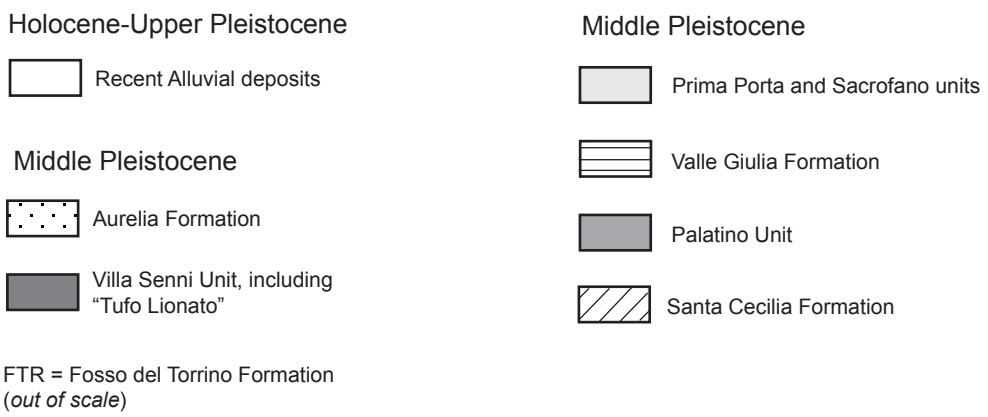 Holocene-Upper Pleistocene
Recent Alluvial deposits
Middle Pleistocene
Aurelia Formation
Villa Senni Unit, including
“Tufo Lionato”
FTR = Fosso del Torrino Formation
(out of scale)
Middle Pleistocene
Prima Porta and Sacrofano units
Valle Giulia Formation
Palatino Unit
Santa Cecilia Formation